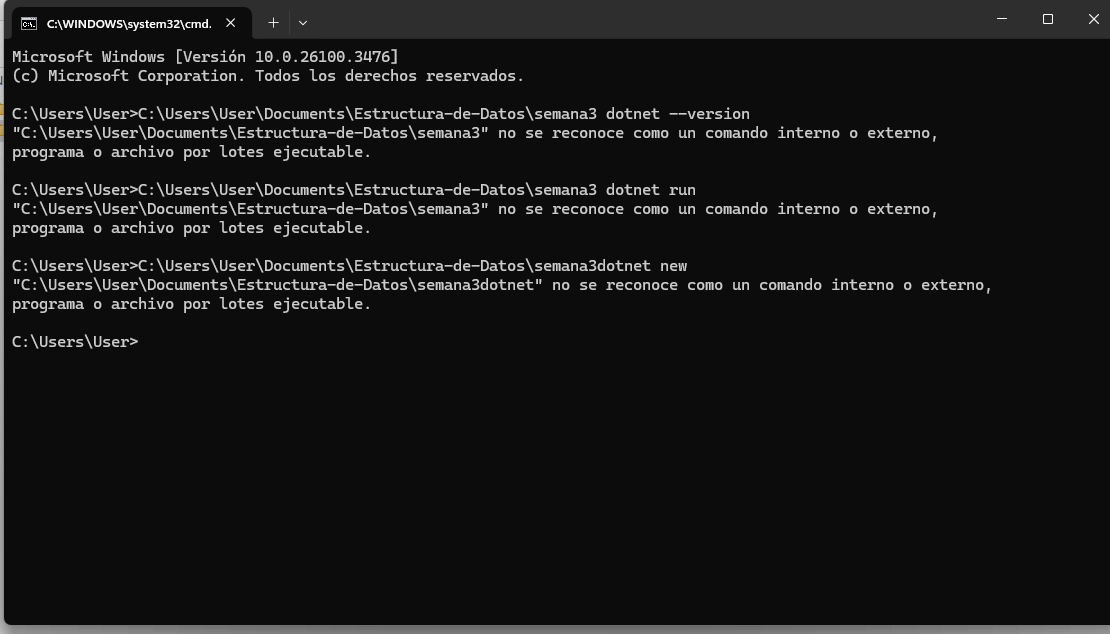 C:\WINDOWS\system32\cmd.
Microsoft Windows [Versión 10.0.26100.3476]
(c) Microsoft Corporation. Todos los derechos reservados.
C:\Users\User>C:\Users\User\Documents\Estructura-de-Datos\semana3 dotnet --version
"C:\Users\User\Documents\Estructura-de-Datos\semana3" no se reconoce como un comando interno o externo,
programa o archivo por lotes ejecutable.
C:\Users\User>C:\Users\User\Documents\Estructura-de-Datos\semana3 dotnet run
"C:\Users\User\Documents\Estructura-de-Datos\semana3" no se reconoce como un comando interno o externo,
programa o archivo por lotes ejecutable.
C:\Users\User>C:\Users\User\Documents\Estructura-de-Datos\semana3dotnet new
"C:\Users\User\Documents\Estructura-de-Datos\semana3dotnet" no se reconoce como un comando interno o externo,
programa o archivo por lotes ejecutable.
C:\Users\User>